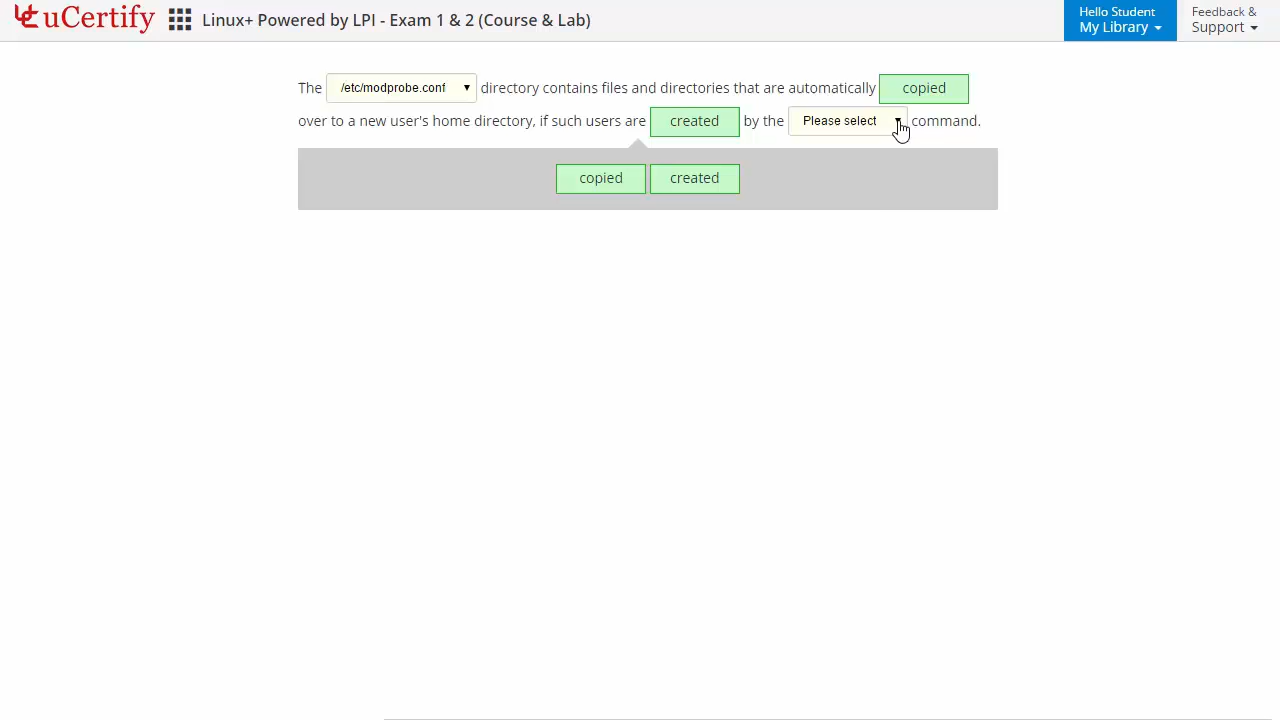 uCertify Linux+ Powered by LPI - Exam 1 & 2 (Course & Lab)
Hello Student
My Library
Feedback &
Support
The /etc/modprobe.conf directory contains files and directories that are automatically copied
over to a new user's home directory, if such users are created by the Please select command.
copied created